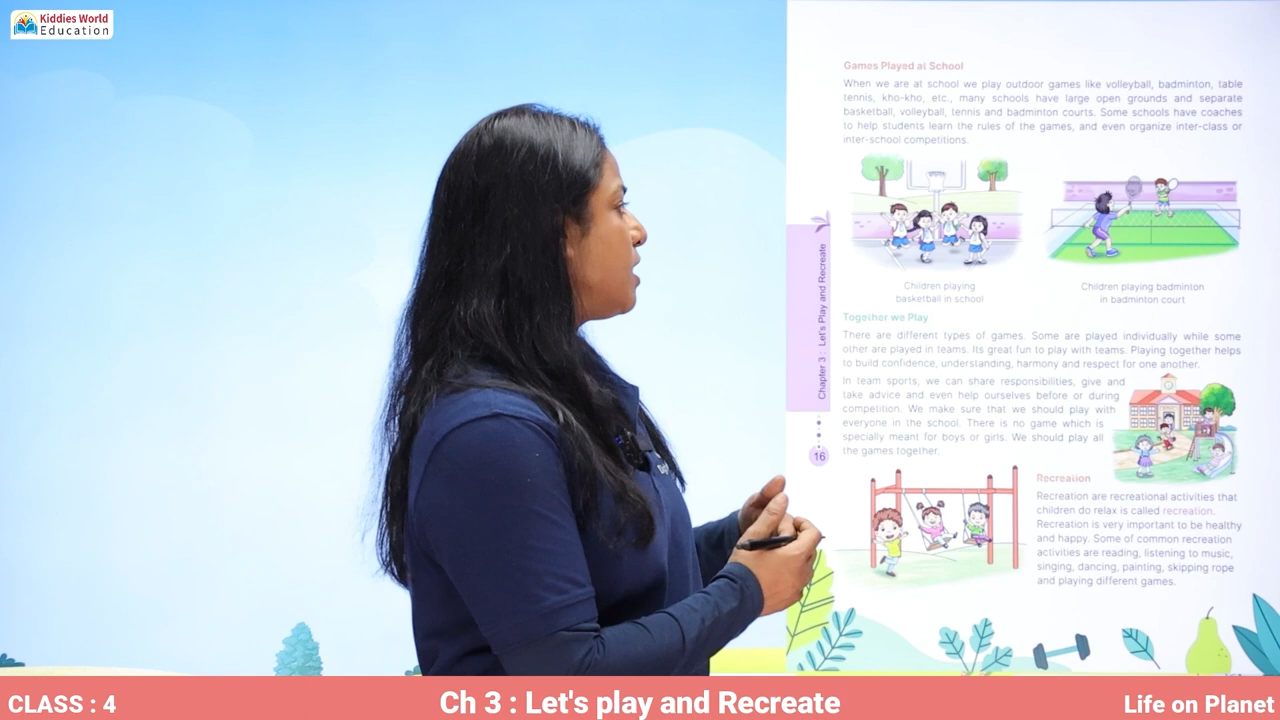 Kiddies World
Education
Games Played at School
When we are at school we play outdoor games like volleyball, badminton, table
tennis, kho-kho, etc., many schools have large open grounds and separate
basketball, volleyball, tennis and badminton courts. Some schools have coaches
to help students learn the rules of the games, and even organize inter-class or
inter-school competitions.
Children playing
basketball in school
Children playing badminton
in badminton court
Together we Play
There are different types of games. Some are played individually while some
other are played in teams. Its great fun to play with teams. Playing together helps
to build confidence, understanding, harmony and respect for one another.
In team sports, we can share responsibilities, give and
take advice and even help ourselves before or during
competition. We make sure that we should play with
everyone in the school. There is no game which is
specially meant for boys or girls. We should play all
the games together.
Chapter 3 : Let's Play and Recreate
16
Recreation
Recreation are recreational activities that
children do relax is called recreation.
Recreation is very important to be healthy
and happy. Some of common recreation
activities are reading, listening to music,
singing, dancing, painting, skipping rope
and playing different games.
CLASS : 4
Ch 3 : Let's play and Recreate
Life on Planet